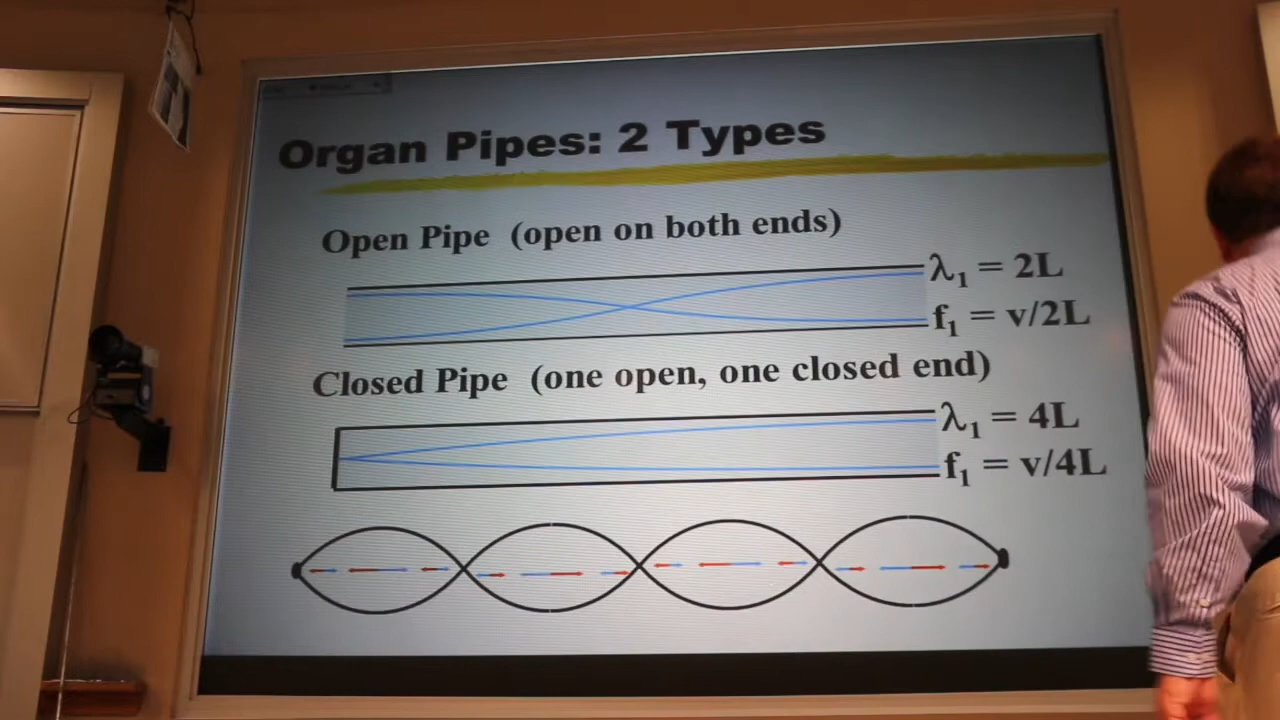 Organ Pipes: 2 Types
Open Pipe (open on both ends)
λ₁ = 2L
f₁ = v/2L
Closed Pipe (one open, one closed end)
λ₁ = 4L
f₁ = v/4L